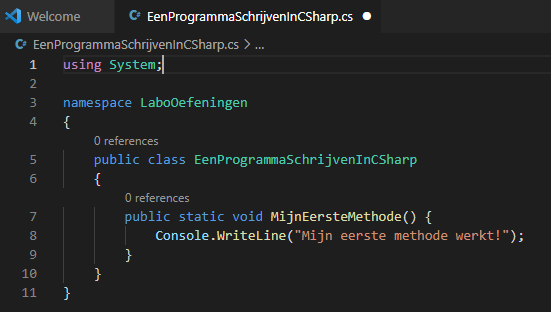 Welcome
EenProgrammaSchrijvenInCSharp.cs
EenProgrammaSchrijvenInCSharp.cs > ...
1 using System;
2
3 namespace LaboOefeningen
4 {
0 references
5 public class EenProgrammaSchrijvenInCSharp
6 {
0 references
7 public static void MijnEersteMethode() {
8 Console.WriteLine("Mijn eerste methode werkt!");
9 }
10 }
11 }